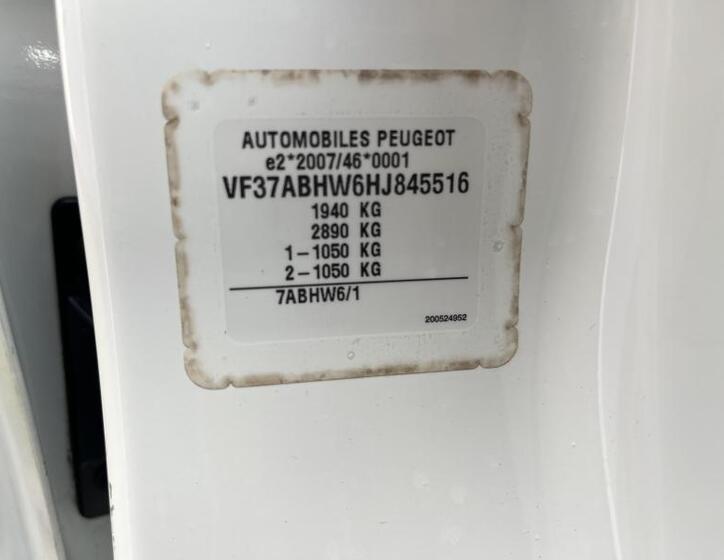 AUTOMOBILES PEUGEOT
e2*2007/46*0001
VF37ABHW6HJ845516
1940 KG
2890 KG
1-1050 KG
2-1050 KG
7ABHW6/1
200524952